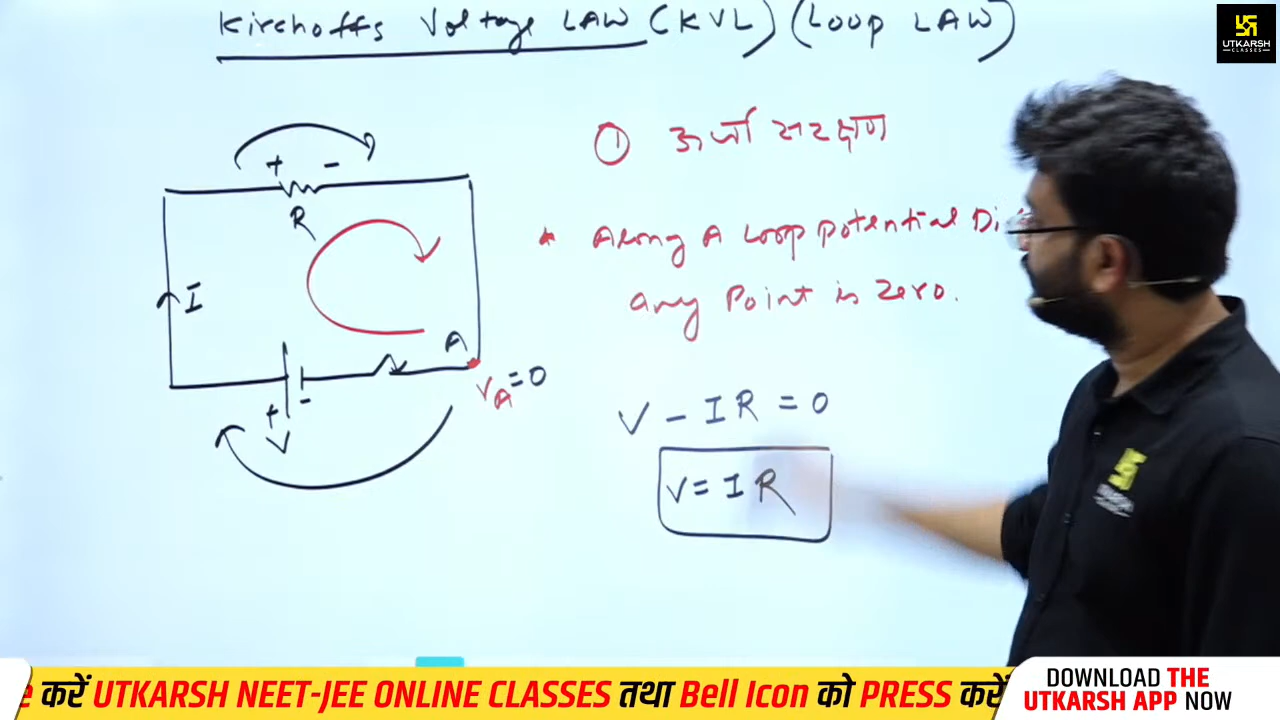 Kirchoffs Voltage LAW (KVL) (LOOP LAW)
UTKARSH
CLASSES
① ऊर्जा सरक्षण
+ -
R
* Along A Loop potential
any Point is zero.
I
A
VA=0
+ -
V
V - IR = 0
V = IR
UTKARSH
करें UTKARSH NEET-JEE ONLINE CLASSES तथा Bell Icon को PRESS करें
DOWNLOAD THE
UTKARSH APP NOW